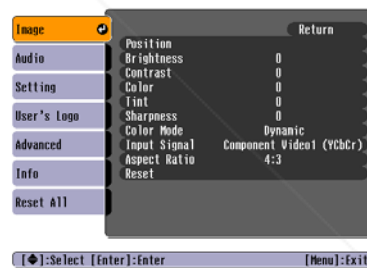 Image Return
Position
Audio Brightness 0
Contrast 0
Setting Color 0
Tint 0
User's Logo Sharpness 0
Color Mode Dynamic
Advanced Input Signal Component Video1 (YCbCr)
Aspect Ratio 4:3
Info Reset
Reset All
[◆]:Select [Enter]:Enter [Menu]:Exit